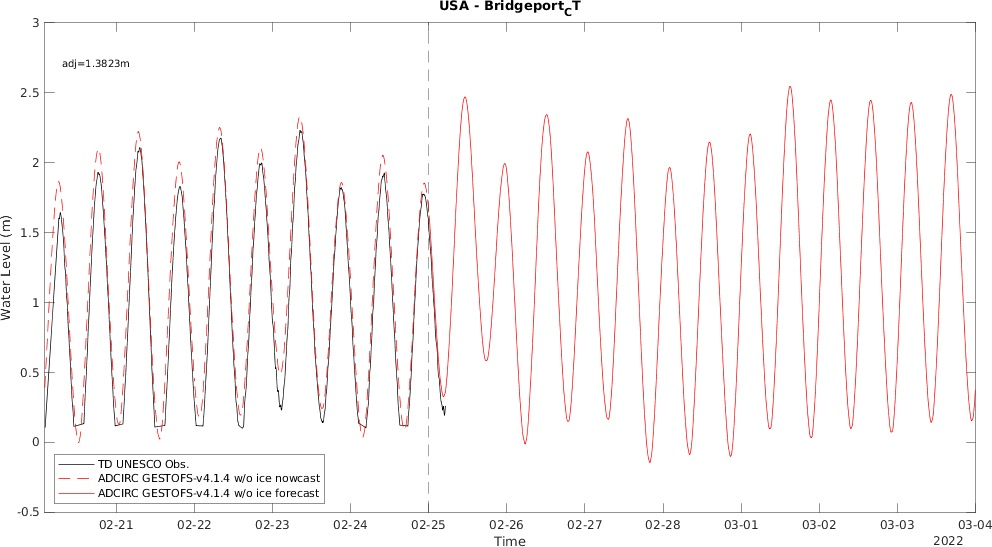 USA - Bridgeport_CT
adj=1.3823m
3
2.5
2
1.5
1
0.5
0
-0.5
Water Level (m)
TD UNESCO Obs.
ADCIRC GESTOFS-v4.1.4 w/o ice nowcast
ADCIRC GESTOFS-v4.1.4 w/o ice forecast
02-21 02-22 02-23 02-24 02-25 02-26 02-27 02-28 03-01 03-02 03-03 03-04
Time
2022